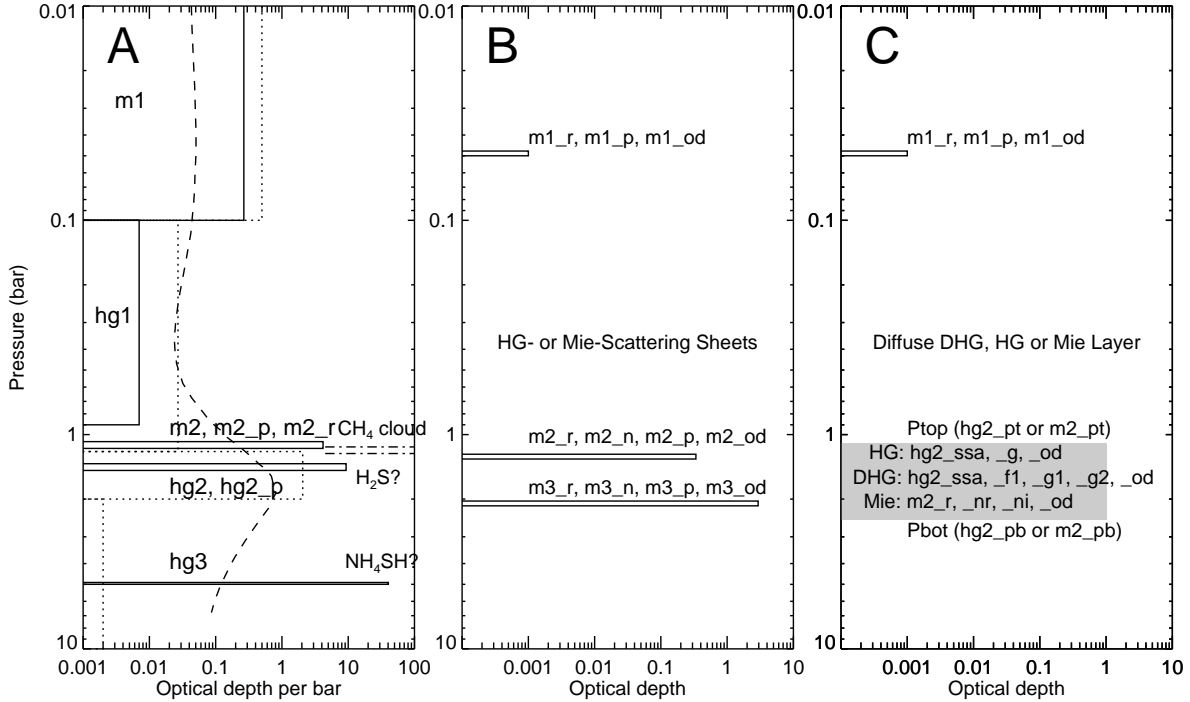 A
B
C
0.01
0.01
0.01
m1
m1_r, m1_p, m1_od
m1_r, m1_p, m1_od
0.1
0.1
0.1
Pressure (bar)
hg1
HG- or Mie-Scattering Sheets
Diffuse DHG, HG or Mie Layer
m2, m2_p, m2_r
CH4 cloud
1
1
1
m2_r, m2_n, m2_p, m2_od
Ptop (hg2_pt or m2_pt)
HG: hg2_ssa, _g, _od
DHG: hg2_ssa, _f1, _g1, _g2, _od
Mie: m2_r, _nr, _ni, _od
H2S?
hg2, hg2_p
m3_r, m3_n, m3_p, m3_od
Pbot (hg2_pb or m2_pb)
hg3
NH4SH?
10
10
10
0.001 0.01 0.1 1 10 100
0.001 0.01 0.1 1 10
0.001 0.01 0.1 1 10
Optical depth per bar
Optical depth
Optical depth